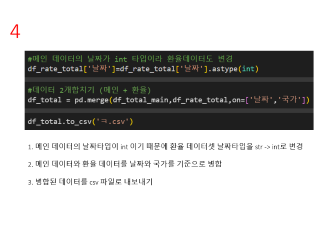 4
#메인 데이터의 날짜가 int 타입이라 환율데이터도 변경
df_rate_total['날짜']=df_rate_total['날짜'].astype(int)
#데이터 2개합치기 (메인 + 환율)
df_total = pd.merge(df_total_main,df_rate_total,on=['날짜','국가'])
df_total.to_csv('ㅋ.csv')
1. 메인 데이터의 날짜타입이 int 이기 때문에 환율 데이터셋 날짜타입을 str -> int로 변경
2. 메인 데이터와 환율 데이터를 날짜와 국가를 기준으로 병합
3. 병합된 데이터를 csv 파일로 내보내기